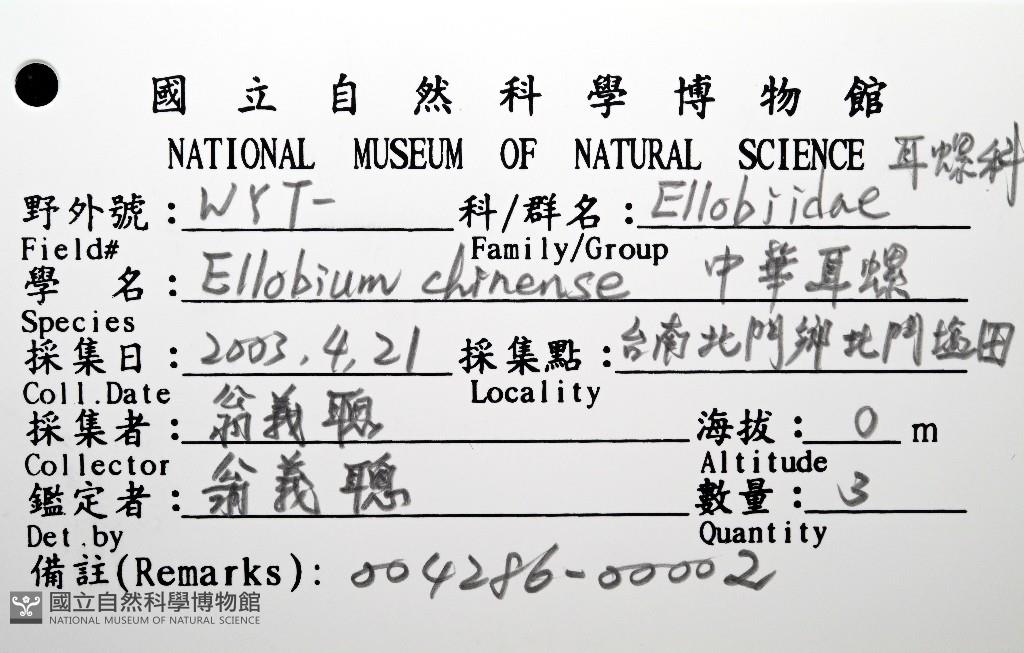 國立自然科學博物館
NATIONAL MUSEUM OF NATURAL SCIENCE 耳螺科
野外號：WYT- 科/群名：Ellobiidae
Field# Family/Group
學 名：Ellobium chinense 中華耳螺
Species
採集日：2003.4.21 採集點：台南北門鄉北門塩田
Coll.Date Locality
採集者：翁義聰 海拔：0 m
Collector Altitude
鑑定者：翁義聰 數量：3
Det.by Quantity
備註(Remarks): 004286-00002
國立自然科學博物館
NATIONAL MUSEUM OF NATURAL SCIENCE